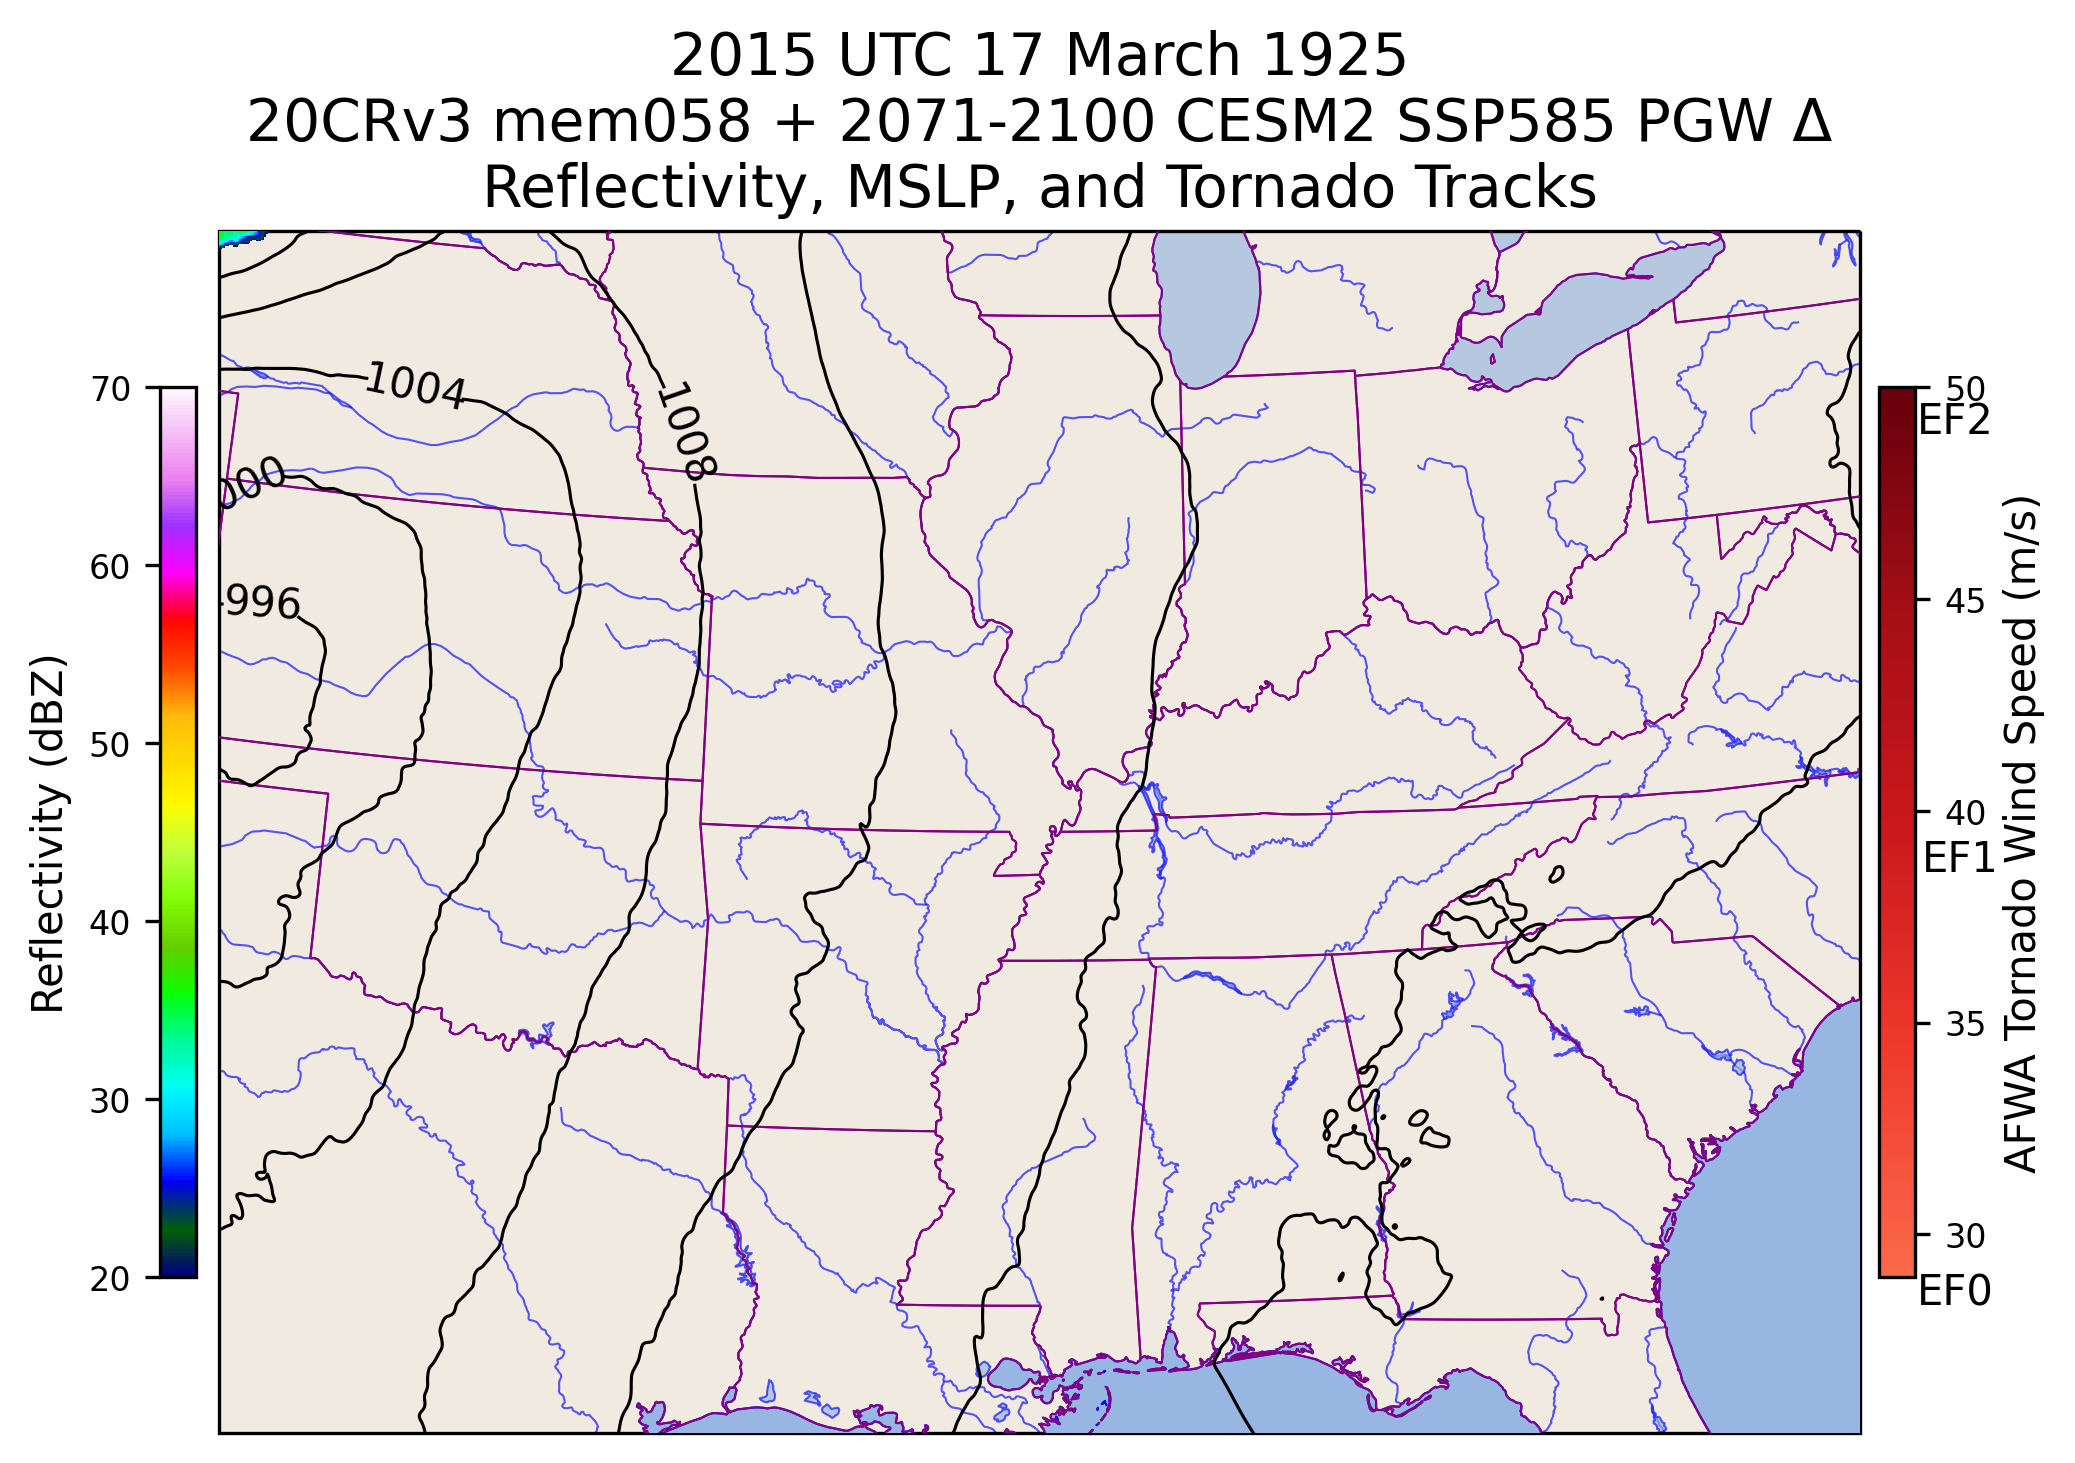 2015 UTC 17 March 1925
20CRv3 mem058 + 2071-2100 CESM2 SSP585 PGW Δ
Reflectivity, MSLP, and Tornado Tracks
1004
1008
000
996
70
60
50
40
30
20
Reflectivity (dBZ)
50
EF2
45
40
EF1
35
30
EF0
AFWA Tornado Wind Speed (m/s)